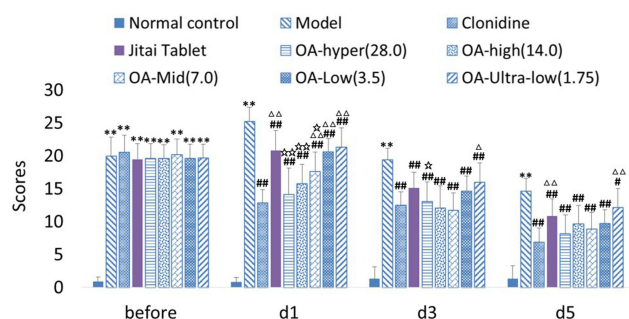 Normal control Model Clonidine
Jitai Tablet OA-hyper(28.0) OA-high(14.0)
OA-Mid(7.0) OA-Low(3.5) OA-Ultra-low(1.75)
Scores
30
25
20
15
10
5
0
** ** ** ** ** ** ** **
** ## △△ ## ☆☆ ## ☆☆ ## ☆ △△ ## △△ ## △△ ##
** ## ## ☆ ## ## ## ## △ ##
** ## △△ ## ## ## ## ## △△ #
before d1 d3 d5